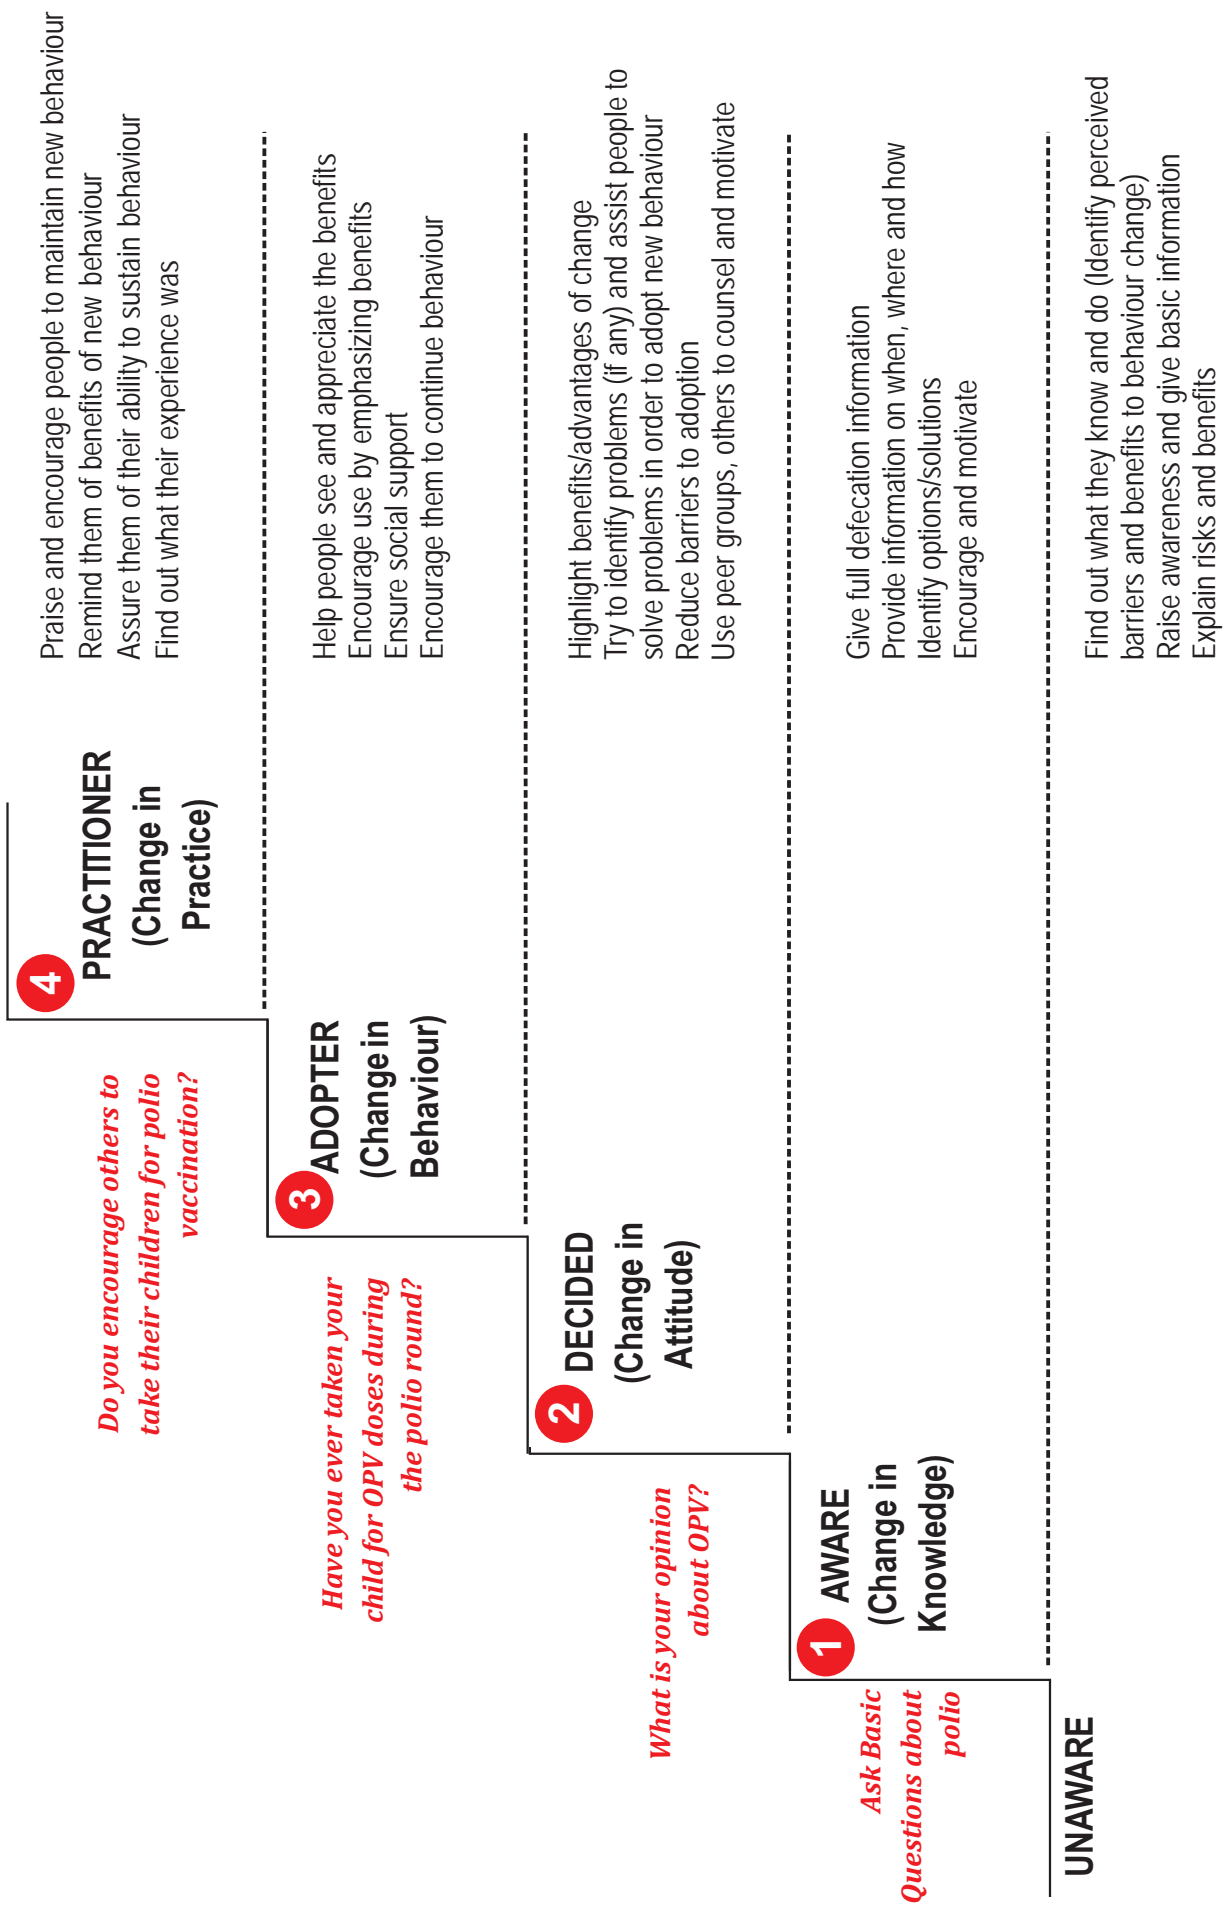 Praise and encourage people to maintain new behaviour
Remind them of benefits of new behaviour
Assure them of their ability to sustain behaviour
Find out what their experience was
4
PRACTITIONER
(Change in
Practice)
Do you encourage others to
take their children for polio
vaccination?
Help people see and appreciate the benefits
Encourage use by emphasizing benefits
Ensure social support
Encourage them to continue behaviour
3
ADOPTER
(Change in
Behaviour)
Have you ever taken your
child for OPV doses during
the polio round?
Highlight benefits/advantages of change
Try to identify problems (if any) and assist people to
solve problems in order to adopt new behaviour
Reduce barriers to adoption
Use peer groups, others to counsel and motivate
2
DECIDED
(Change in
Attitude)
What is your opinion
about OPV?
Give full defecation information
Provide information on when, where and how
Identify options/solutions
Encourage and motivate
1
AWARE
(Change in
Knowledge)
Ask Basic
Questions about
polio
Find out what they know and do (Identify perceived
barriers and benefits to behaviour change)
Raise awareness and give basic information
Explain risks and benefits
UNAWARE